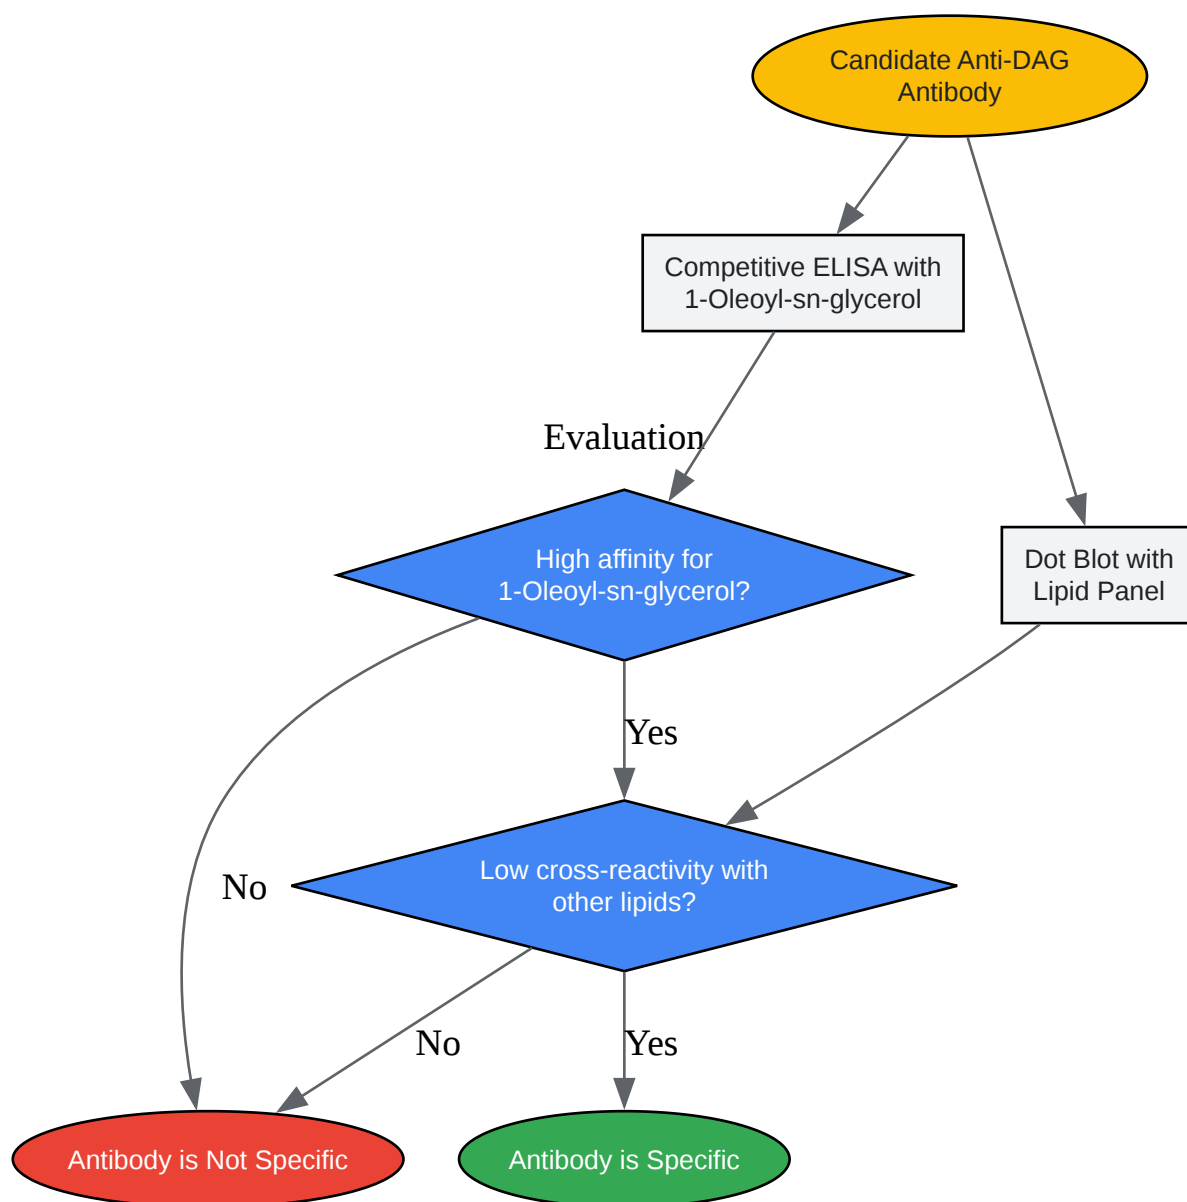 Candidate Anti-DAG
Antibody
Competitive ELISA with
1-Oleoyl-sn-glycerol
Evaluation
High affinity for
1-Oleoyl-sn-glycerol?
Dot Blot with
Lipid Panel
Yes
No
Low cross-reactivity with
other lipids?
No
Yes
Antibody is Not Specific
Antibody is Specific